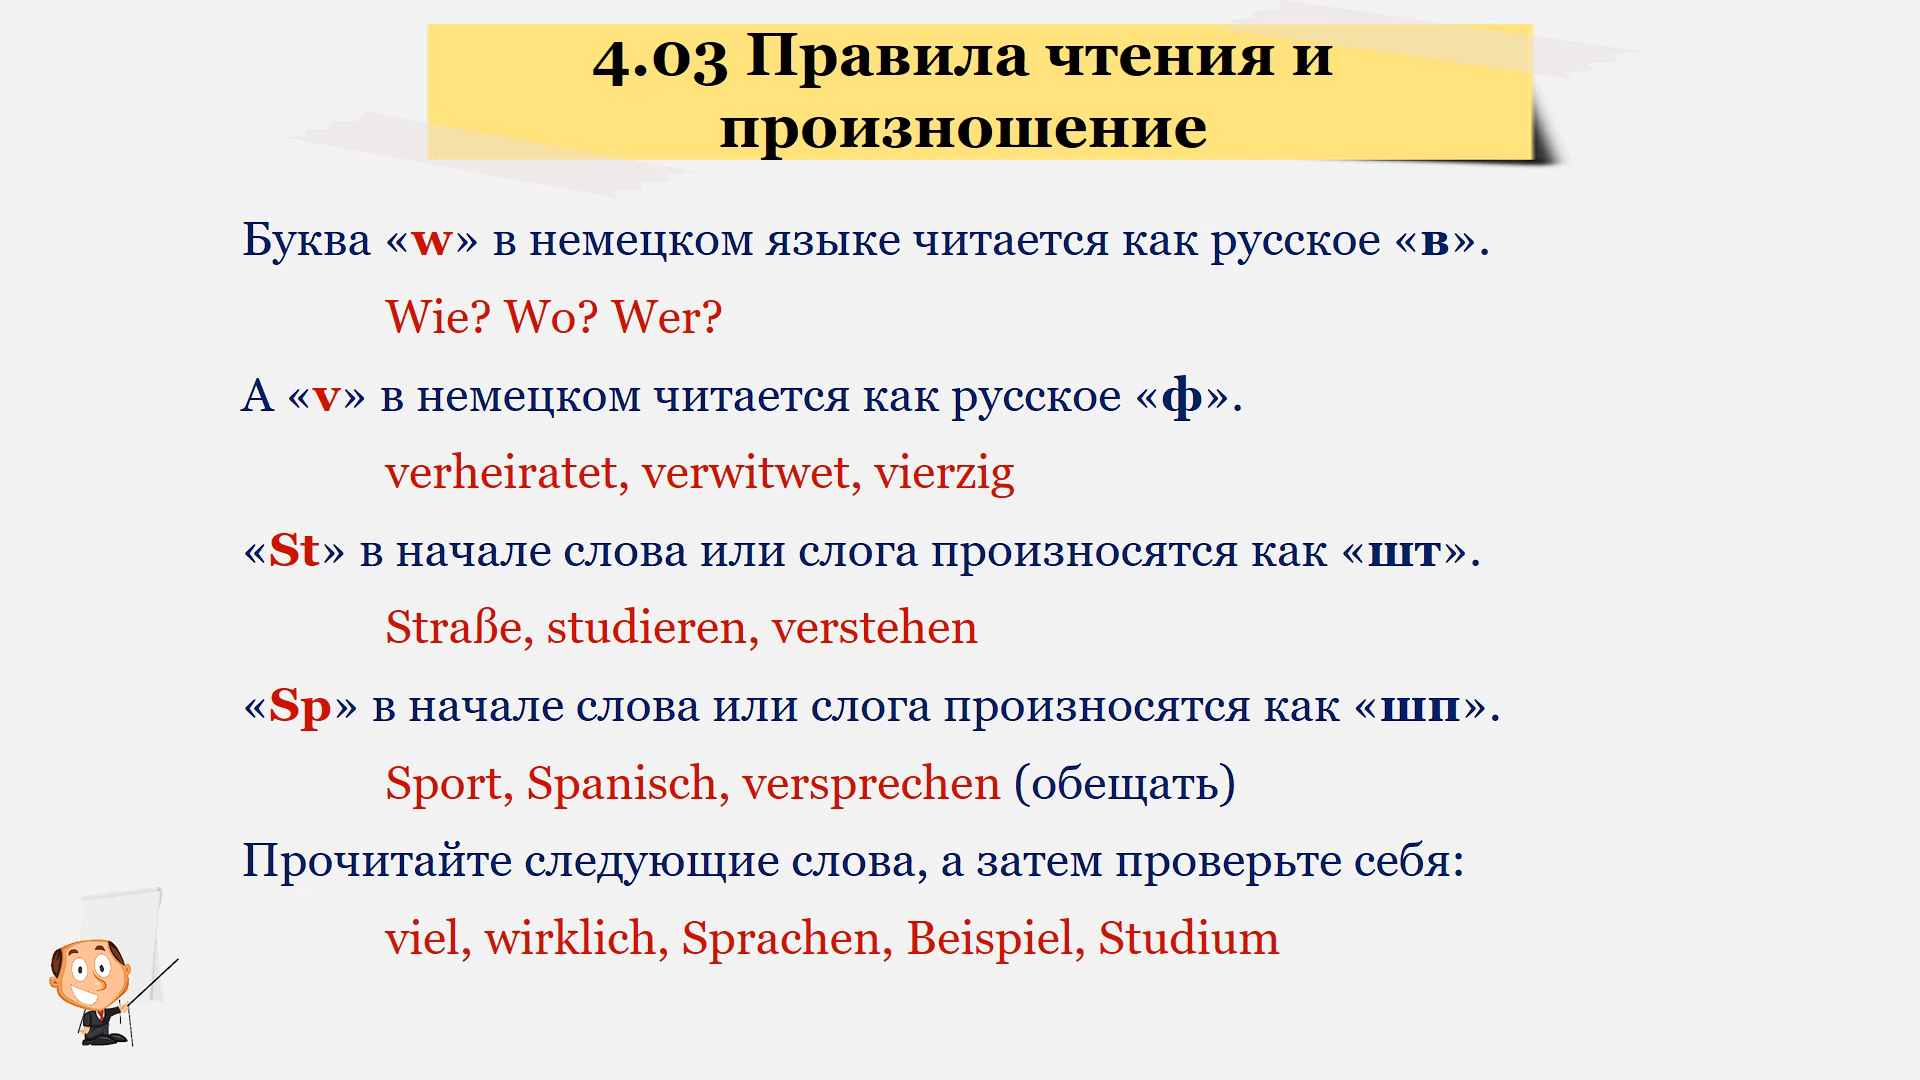 4.03 Правила чтения и
произношение
Буква «w» в немецком языке читается как русское «в».
Wie? Wo? Wer?
А «v» в немецком читается как русское «ф».
verheiratet, verwitwet, vierzig
«St» в начале слова или слога произносятся как «шт».
Straße, studieren, verstehen
«Sp» в начале слова или слога произносятся как «шп».
Sport, Spanisch, versprechen (обещать)
Прочитайте следующие слова, а затем проверьте себя:
viel, wirklich, Sprachen, Beispiel, Studium